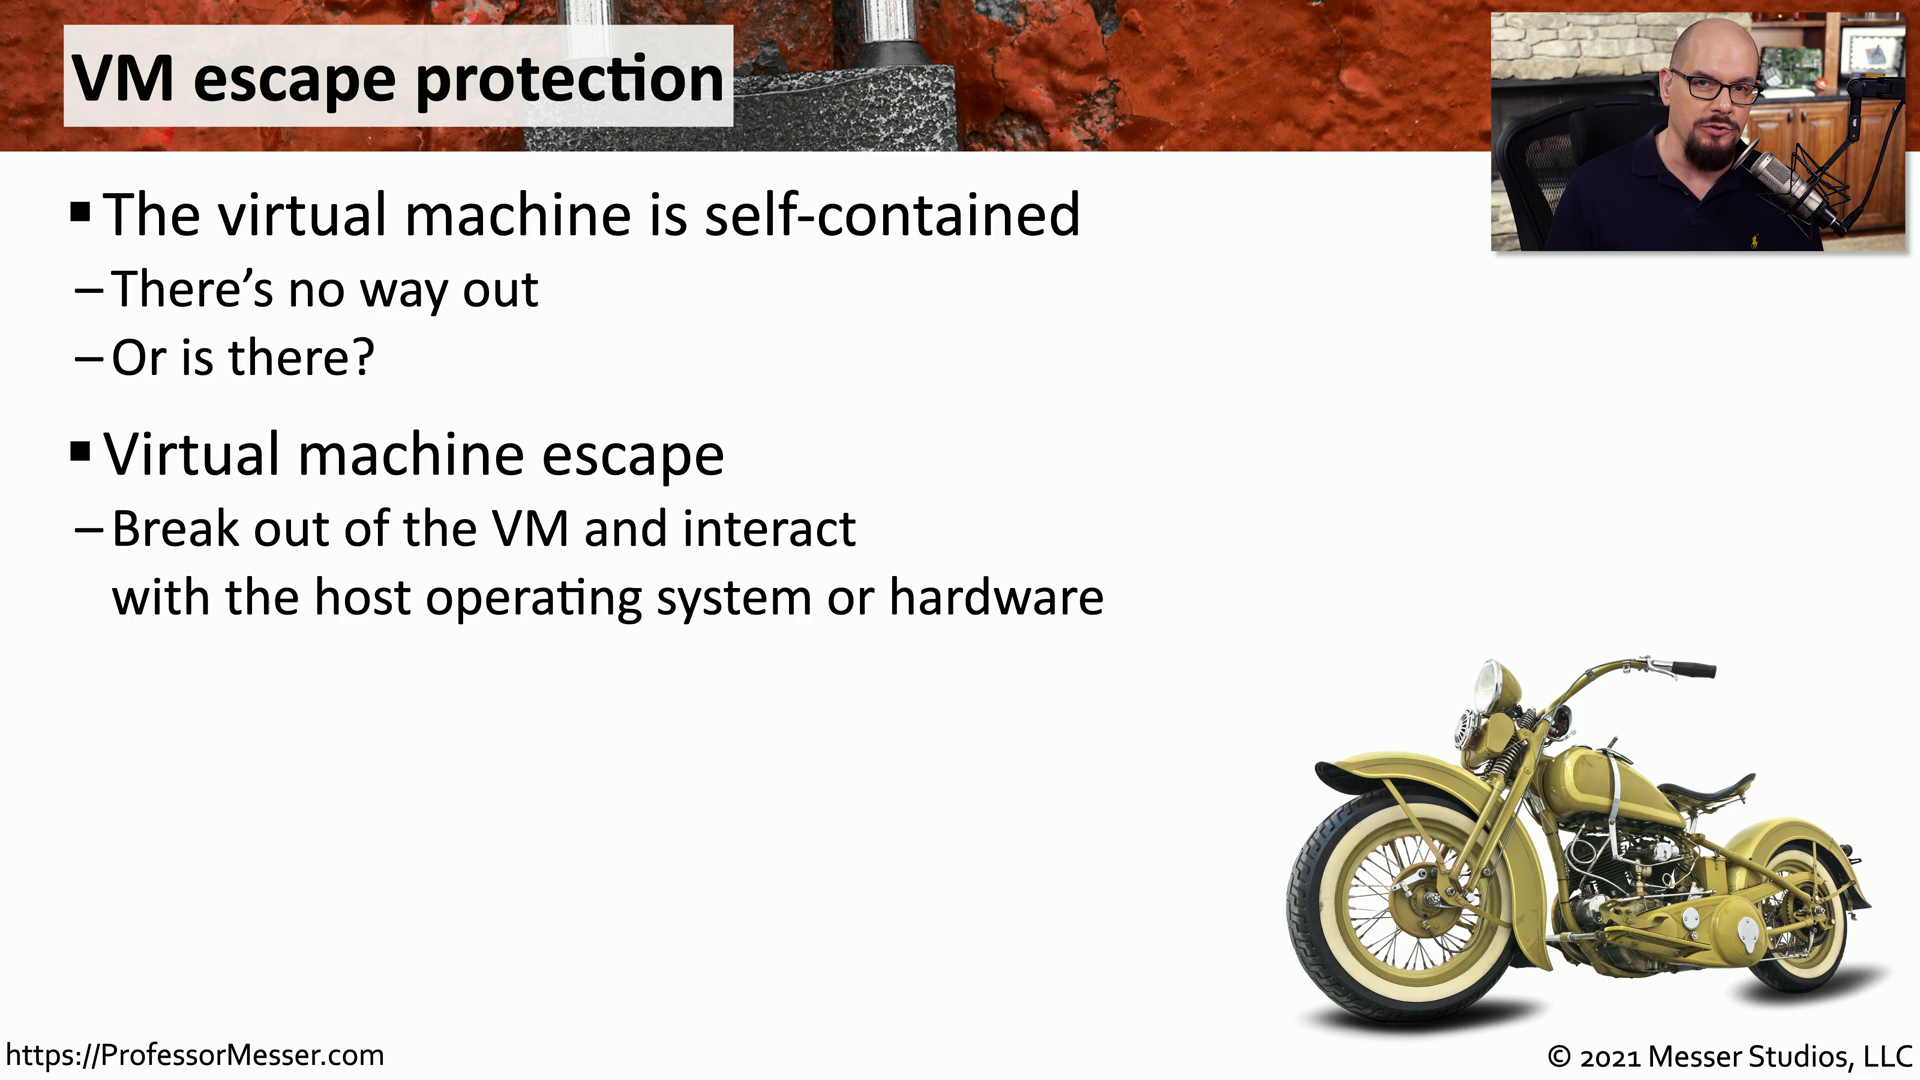 VM escape protection
▪ The virtual machine is self-contained
– There’s no way out
– Or is there?
▪ Virtual machine escape
– Break out of the VM and interact
with the host operating system or hardware
https://ProfessorMesser.com
© 2021 Messer Studios, LLC